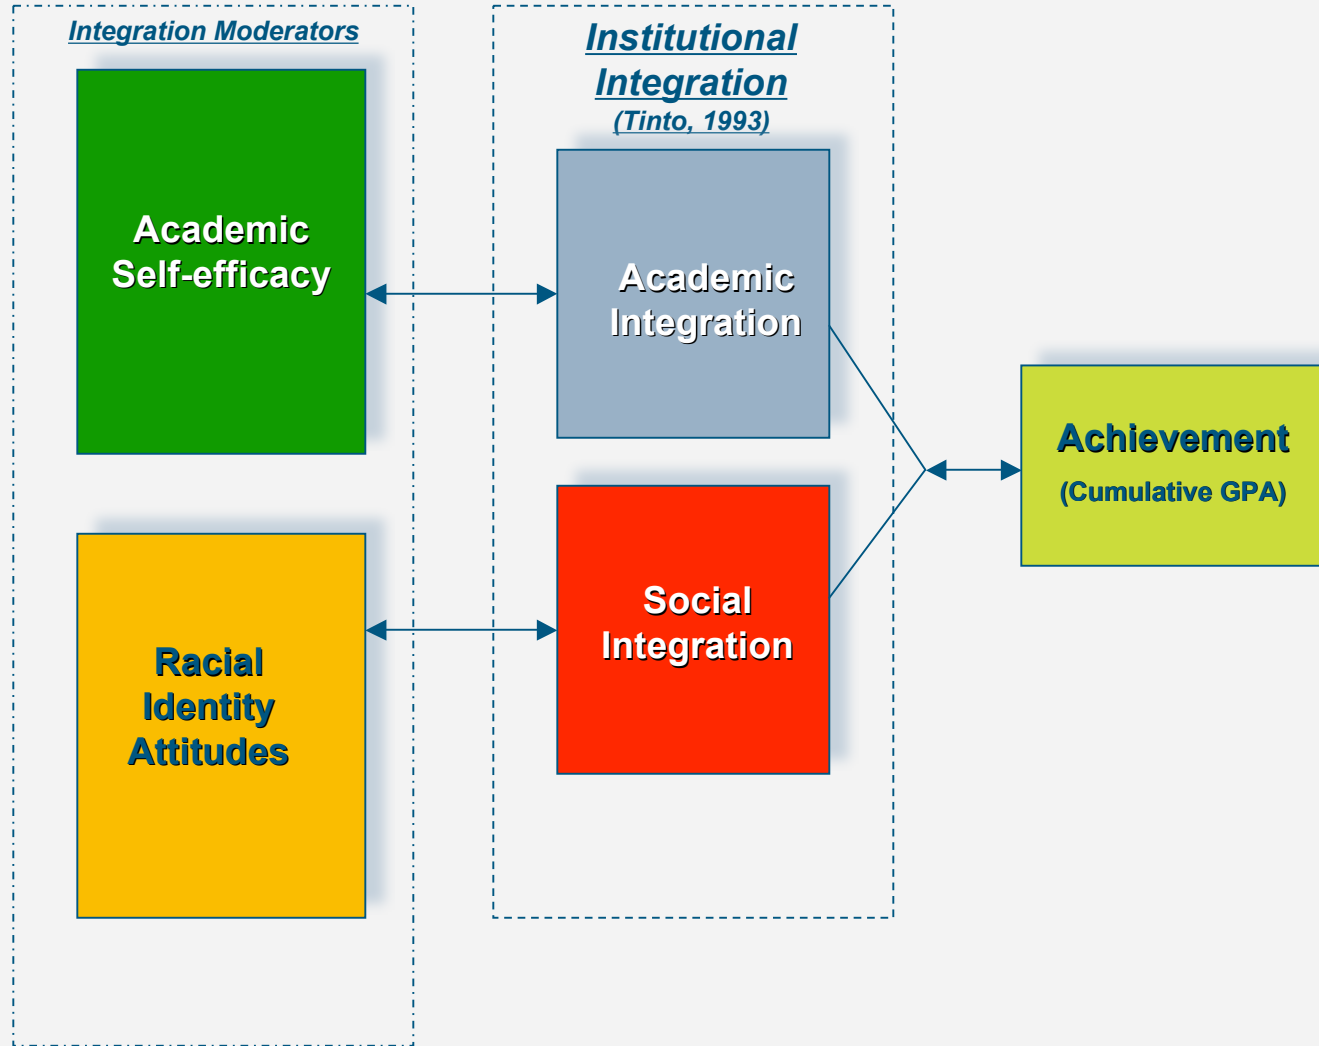 Integration Moderators
Academic
Self-efficacy
Racial
Identity
Attitudes
Institutional
Integration
(Tinto, 1993)
Academic
Integration
Social
Integration
Achievement
(Cumulative GPA)